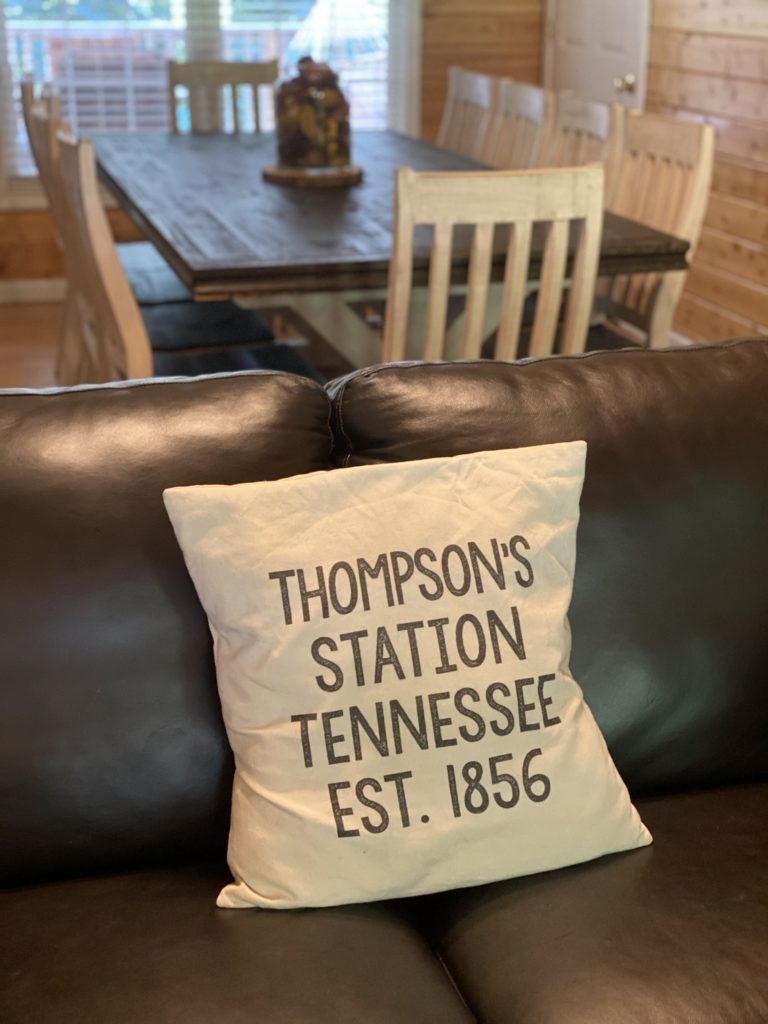 THOMPSON'S
STATION
TENNESSEE
EST. 1856